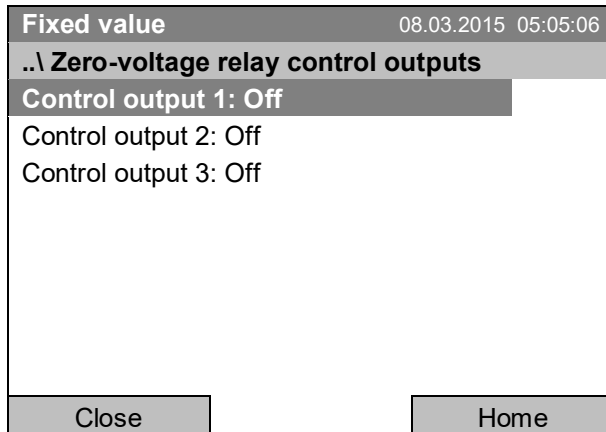 Fixed value 08.03.2015 05:05:06
..\ Zero-voltage relay control outputs
Control output 1: Off
Control output 2: Off
Control output 3: Off
Close Home